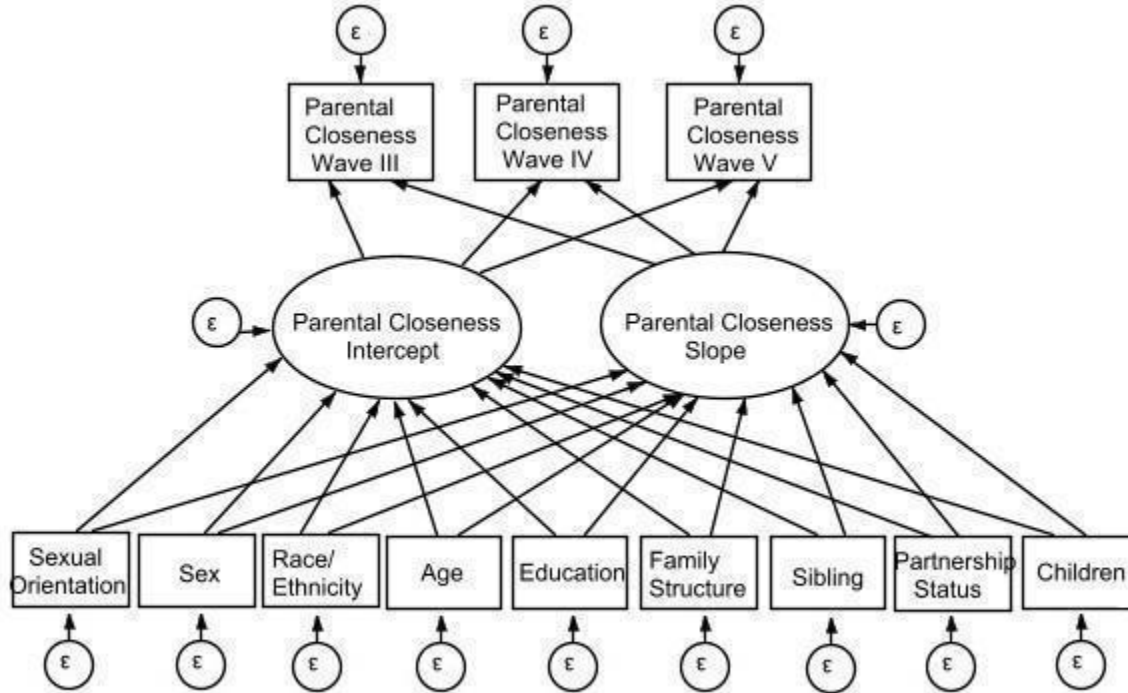 ε ε ε
Parental
Closeness
Wave III
Parental
Closeness
Wave IV
Parental
Closeness
Wave V
ε
Parental Closeness
Intercept
Parental Closeness
Slope
ε
Sexual
Orientation
Sex
Race/
Ethnicity
Age
Education
Family
Structure
Sibling
Partnership
Status
Children
ε ε ε ε ε ε ε ε ε